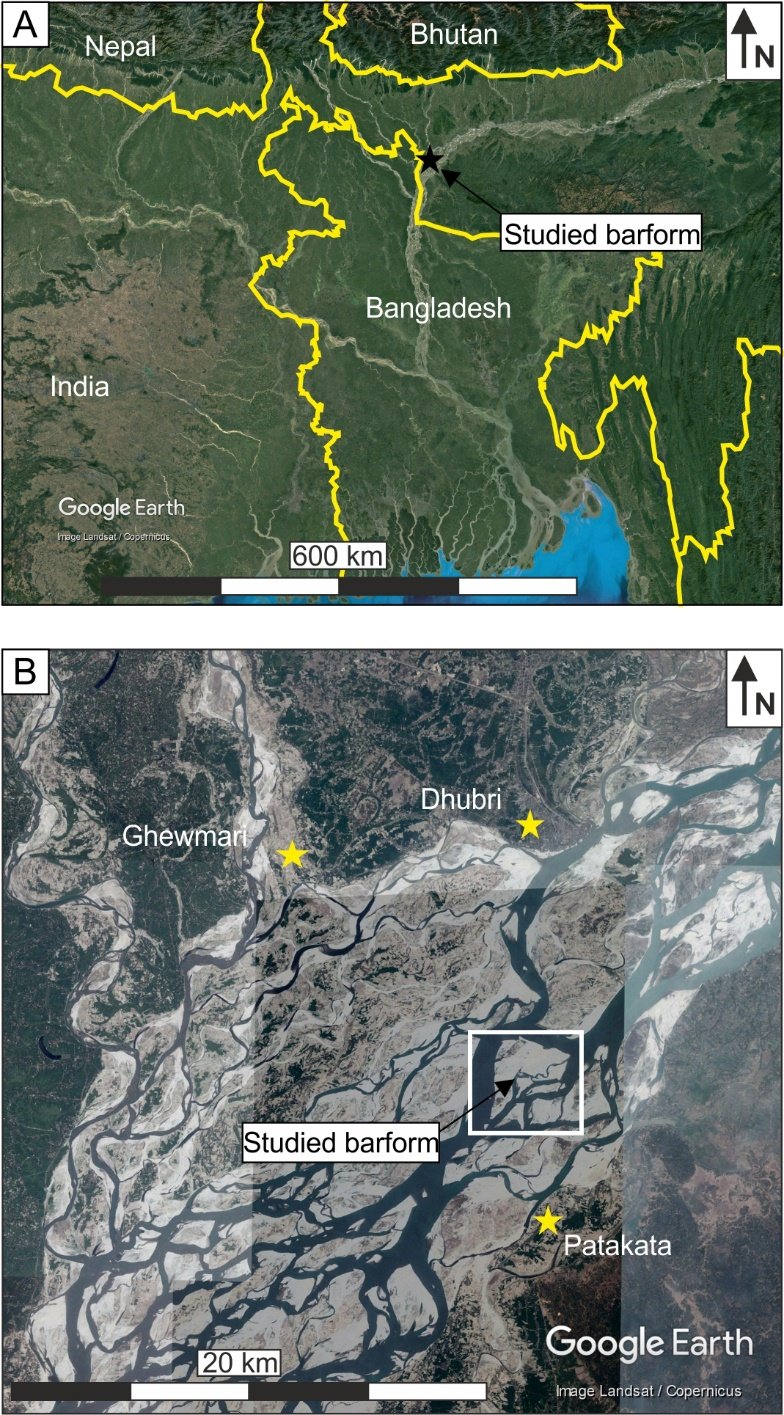 A
Nepal
Bhutan
N
Studied barform
Bangladesh
India
Google Earth
Image Landsat / Copernicus
600 km
B
N
Dhubri
Ghewmari
Studied barform
Patakata
Google Earth
20 km
Image Landsat / Copernicus